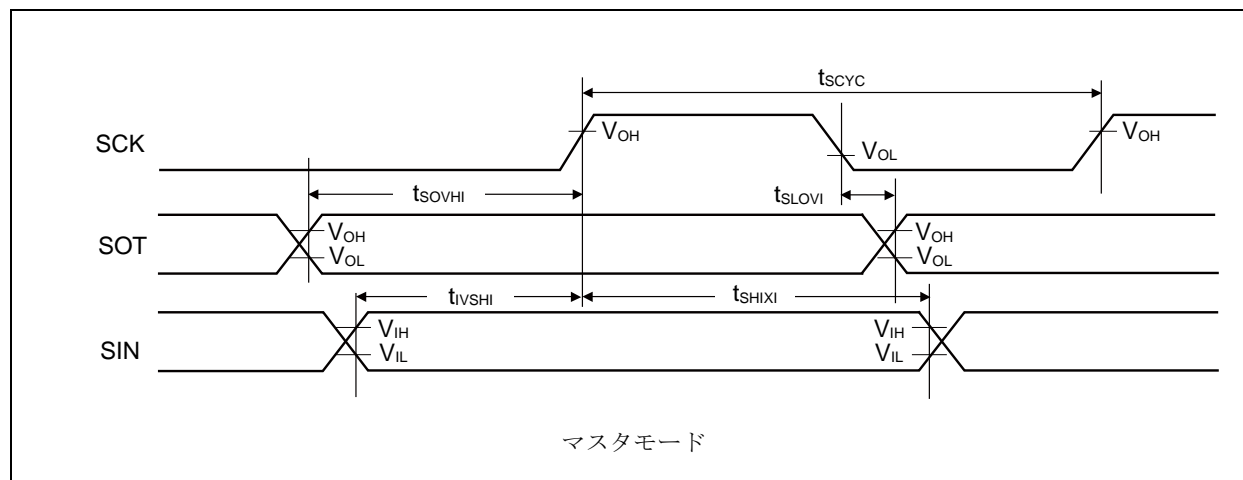 tSCYC
SCK
VOH
VOL
VOH
tSOVHI
tSLOVI
SOT
VOH
VOL
VOH
VOL
tIVSHI
tSHIXI
SIN
VIH
VIL
VIH
VIL
マスタモード